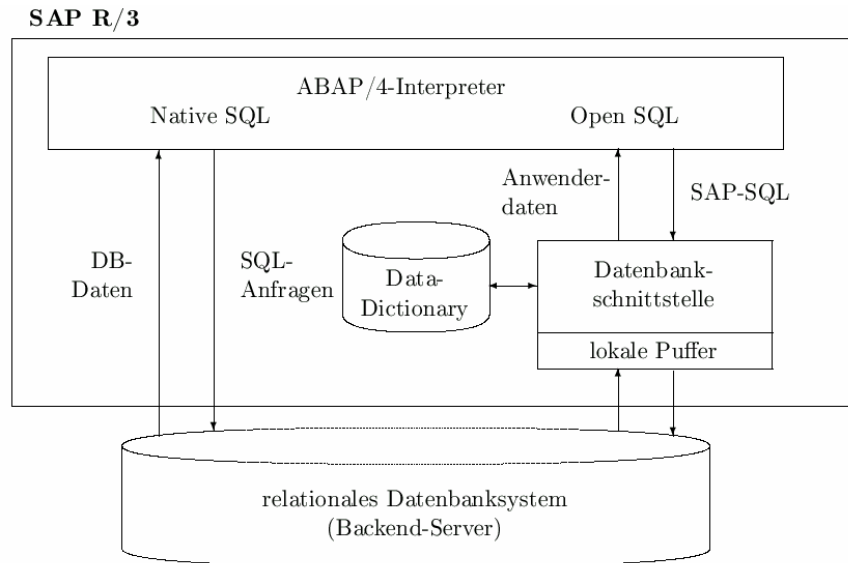 SAP R/3
ABAP/4-Interpreter
Native SQL
Open SQL
Anwender-
daten
SAP-SQL
DB-
Daten
SQL-
Anfragen
Data-
Dictionary
Datenbank-
schnittstelle
lokale Puffer
relationales Datenbanksystem
(Backend-Server)